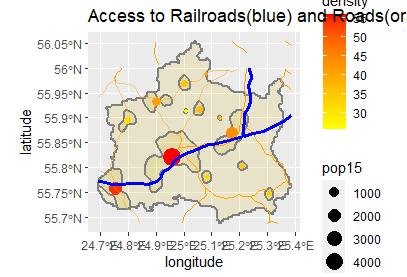 Access to Railroads(blue) and Roads(or
density
55
50
45
40
35
30
pop15
1000
2000
3000
4000
56.05°N
56°N
55.95°N
55.9°N
55.85°N
55.8°N
55.75°N
55.7°N
latitude
24.7°E 24.8°E 24.9°E 25°E 25.1°E 25.2°E 25.3°E 25.4°E
longitude